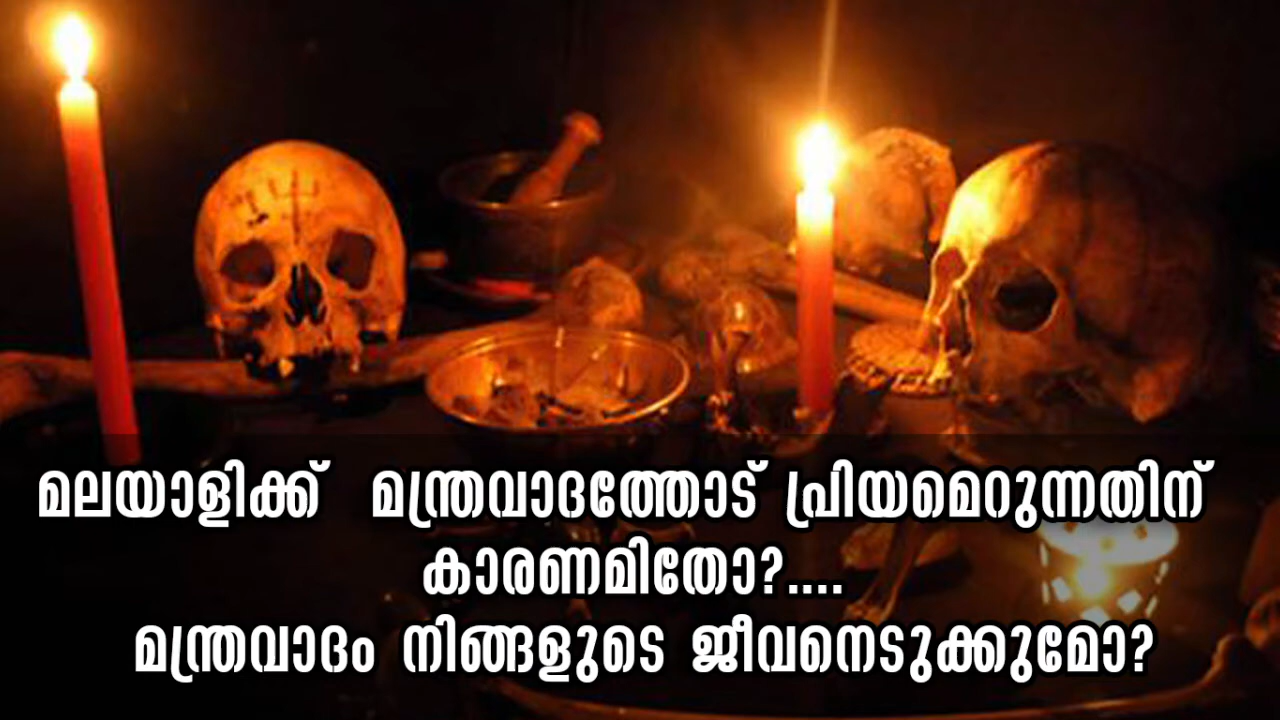 മലയാളിക്ക് മന്ത്രവാദത്തോട് പ്രിയമെറുന്നതിന്
കാരണമിതോ?....
മന്ത്രവാദം നിങ്ങളുടെ ജീവനെടുക്കുമോ?